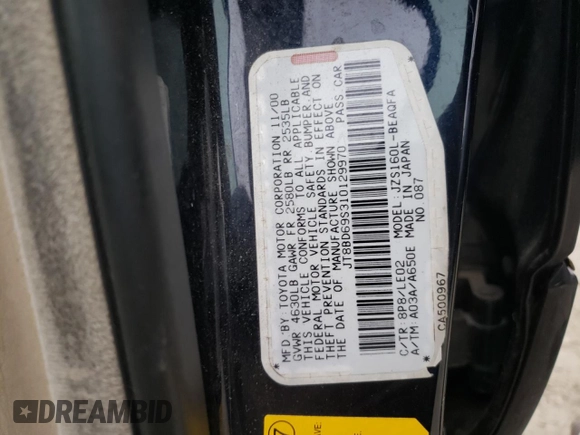 MFD.BY TOYOTA MOTOR CORPORATION 11/00
GVWR 4630LB GAWR FR 2580LB RR 2535LB
THIS VEHICLE CONFORMS TO ALL APPLICABLE
FEDERAL MOTOR VEHICLE SAFETY, BUMPER, AND
THEFT PREVENTION STANDARDS IN EFFECT ON
THE DATE OF MANUFACTURE SHOWN ABOVE.
JT8BD69S310129970 PASS CAR
C/TR: 8P8/LE02 MODEL: JZS160L-BEAQFA
A/TM: A03A/A650E MADE IN JAPAN
NO.087
CA500967
7
DREAMBID